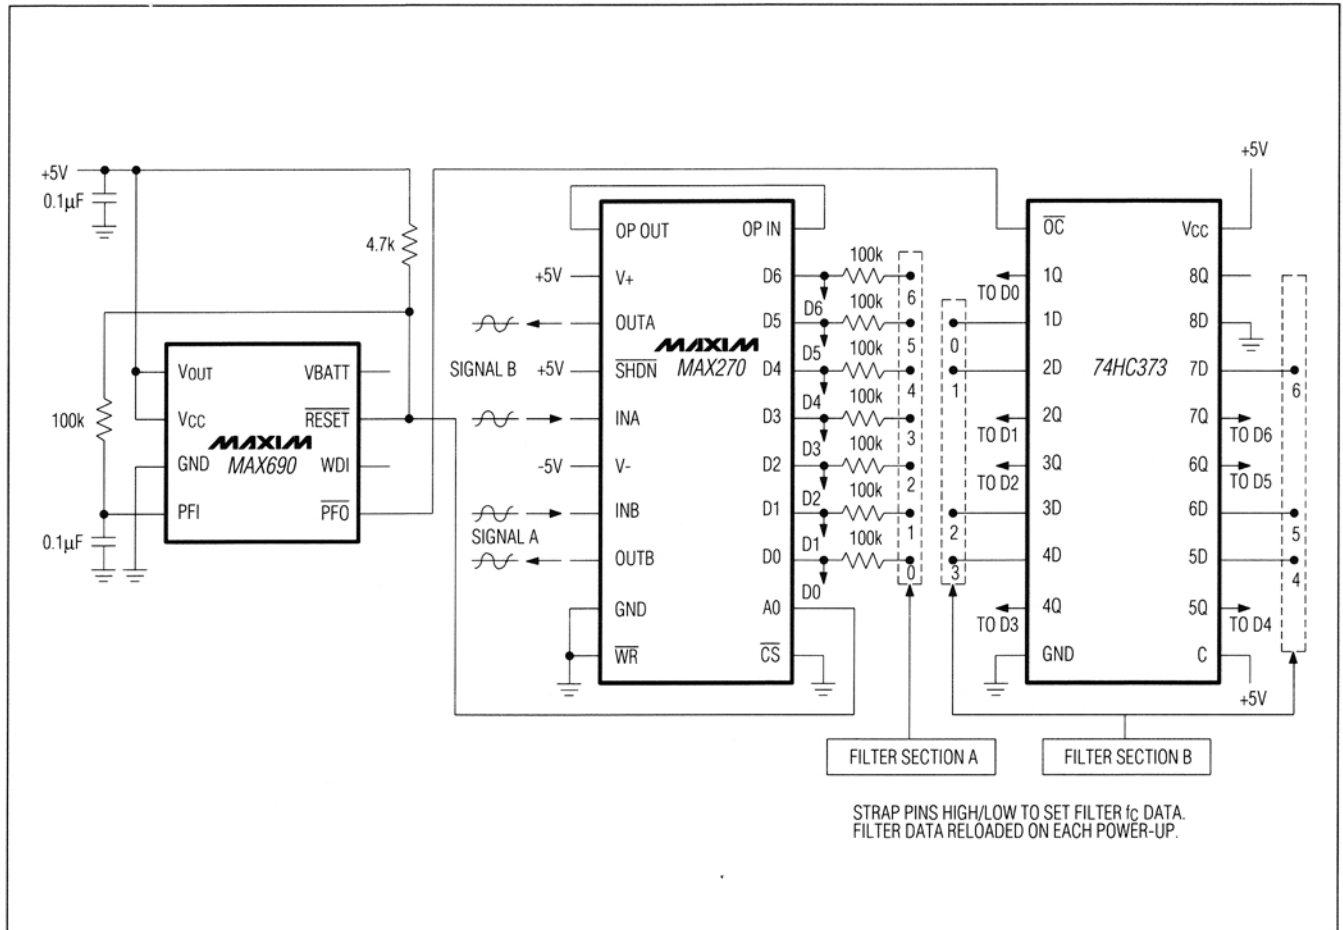 +5V
0.1µF
4.7k
100k
0.1µF
VOUT
VCC
GND
PFI
VBATT
RESET
WDI
PFO
MAXIM
MAX690
+5V
SIGNAL B
+5V
-5V
SIGNAL A
OP OUT
V+
OUTA
SHDN
INA
V-
INB
OUTB
GND
WR
OP IN
D6
D5
D4
D3
D2
D1
D0
A0
CS
MAXIM
MAX270
100k
D6
6
100k
D5
5
100k
D4
4
100k
D3
3
100k
D2
2
100k
D1
1
100k
D0
0
0
1
2
3
TO D0
TO D1
TO D2
TO D3
OC
1Q
1D
2D
2Q
3Q
3D
4D
4Q
GND
74HC373
VCC
8Q
8D
7D
7Q
6Q
6D
5D
5Q
C
+5V
6
TO D6
TO D5
5
4
TO D4
+5V
FILTER SECTION A
FILTER SECTION B
STRAP PINS HIGH/LOW TO SET FILTER fC DATA.
FILTER DATA RELOADED ON EACH POWER-UP.